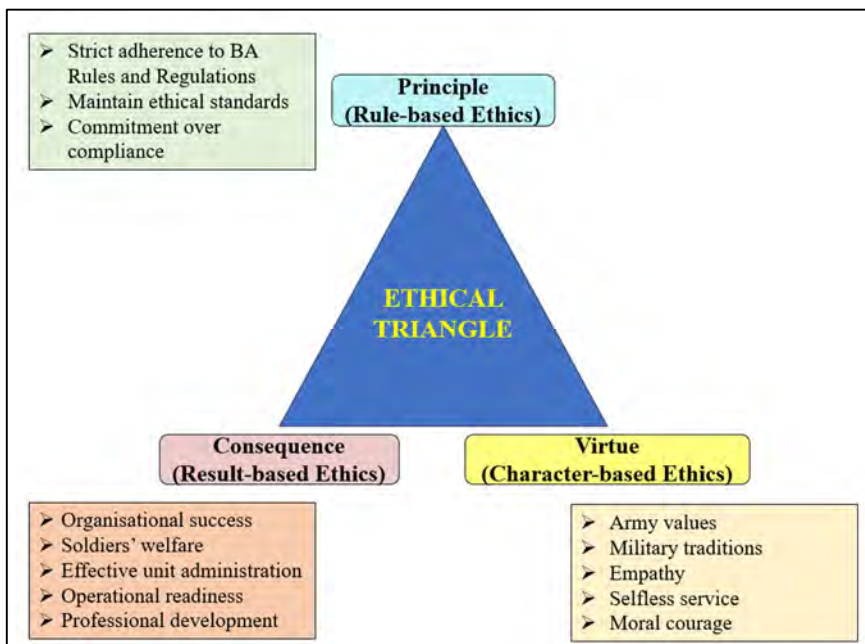 ➢ Strict adherence to BA
Rules and Regulations
➢ Maintain ethical standards
➢ Commitment over
compliance
Principle
(Rule-based Ethics)
ETHICAL
TRIANGLE
Consequence
(Result-based Ethics)
Virtue
(Character-based Ethics)
➢ Organisational success
➢ Soldiers’ welfare
➢ Effective unit administration
➢ Operational readiness
➢ Professional development
➢ Army values
➢ Military traditions
➢ Empathy
➢ Selfless service
➢ Moral courage